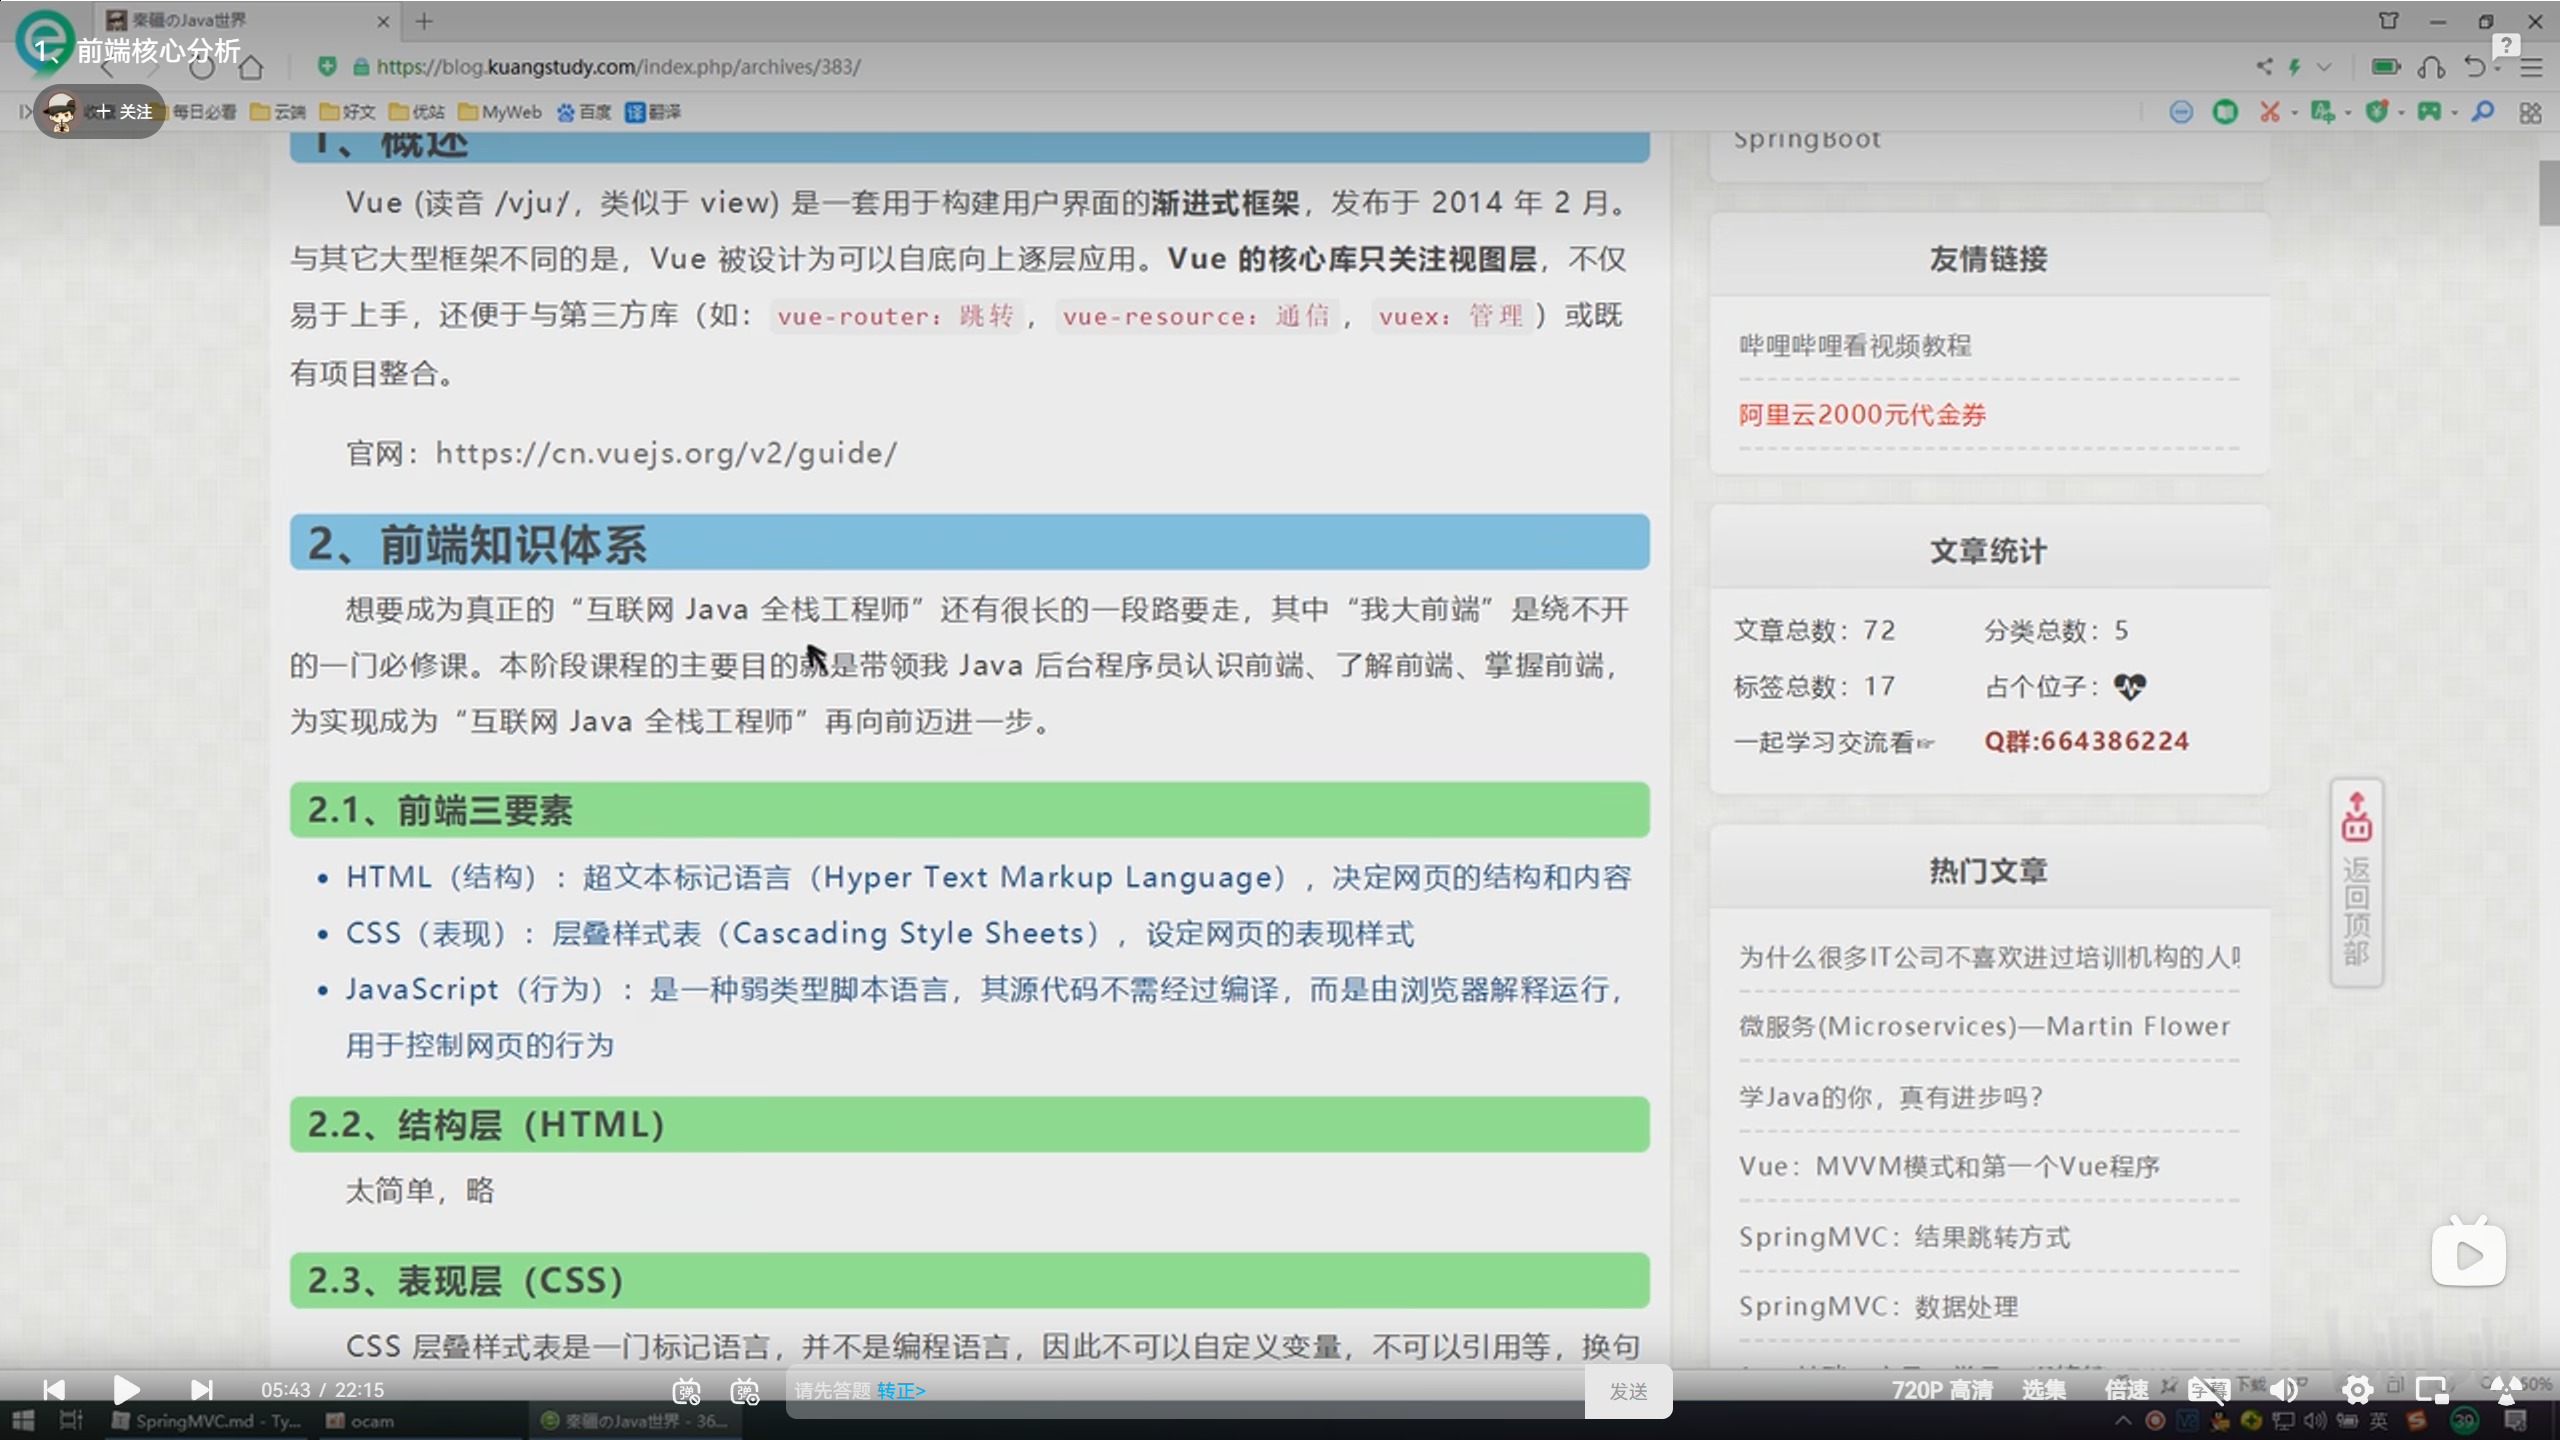 秦疆のJava世界
1、前端核心分析
https://blog.kuangstudy.com/index.php/archives/383/
+ 关注
每日必看 云端 好文 优站 MyWeb 百度 翻译
1、概述
Vue (读音 /vju/，类似于 view) 是一套用于构建用户界面的渐进式框架，发布于 2014 年 2 月。
与其它大型框架不同的是，Vue 被设计为可以自底向上逐层应用。Vue 的核心库只关注视图层，不仅
易于上手，还便于与第三方库（如：vue-router：跳转，vue-resource：通信，vuex：管理）或既
有项目整合。
官网：https://cn.vuejs.org/v2/guide/
2、前端知识体系
想要成为真正的“互联网 Java 全栈工程师”还有很长的一段路要走，其中“我大前端”是绕不开
的一门必修课。本阶段课程的主要目的就是带领我 Java 后台程序员认识前端、了解前端、掌握前端，
为实现成为“互联网 Java 全栈工程师”再向前迈进一步。
2.1、前端三要素
• HTML（结构）：超文本标记语言（Hyper Text Markup Language），决定网页的结构和内容
• CSS（表现）：层叠样式表（Cascading Style Sheets），设定网页的表现样式
• JavaScript（行为）：是一种弱类型脚本语言，其源代码不需经过编译，而是由浏览器解释运行，
用于控制网页的行为
2.2、结构层（HTML）
太简单，略
2.3、表现层（CSS）
CSS 层叠样式表是一门标记语言，并不是编程语言，因此不可以自定义变量，不可以引用等，换句
SpringBoot
友情链接
哔哩哔哩看视频教程
阿里云2000元代金券
文章统计
文章总数：72 分类总数：5
标签总数：17 占个位子：
一起学习交流看☞ Q群:664386224
热门文章
为什么很多IT公司不喜欢进过培训机构的人
微服务(Microservices)—Martin Flower
学Java的你，真有进步吗？
Vue：MVVM模式和第一个Vue程序
SpringMVC：结果跳转方式
SpringMVC：数据处理
返回顶部
05:43 / 22:15
弹
弹
请先答题 转正>
发送
720P 高清
选集
倍速
字幕
下载
50%
SpringMVC.md - Ty...
ocam
秦疆のJava世界 - 36...
英
39